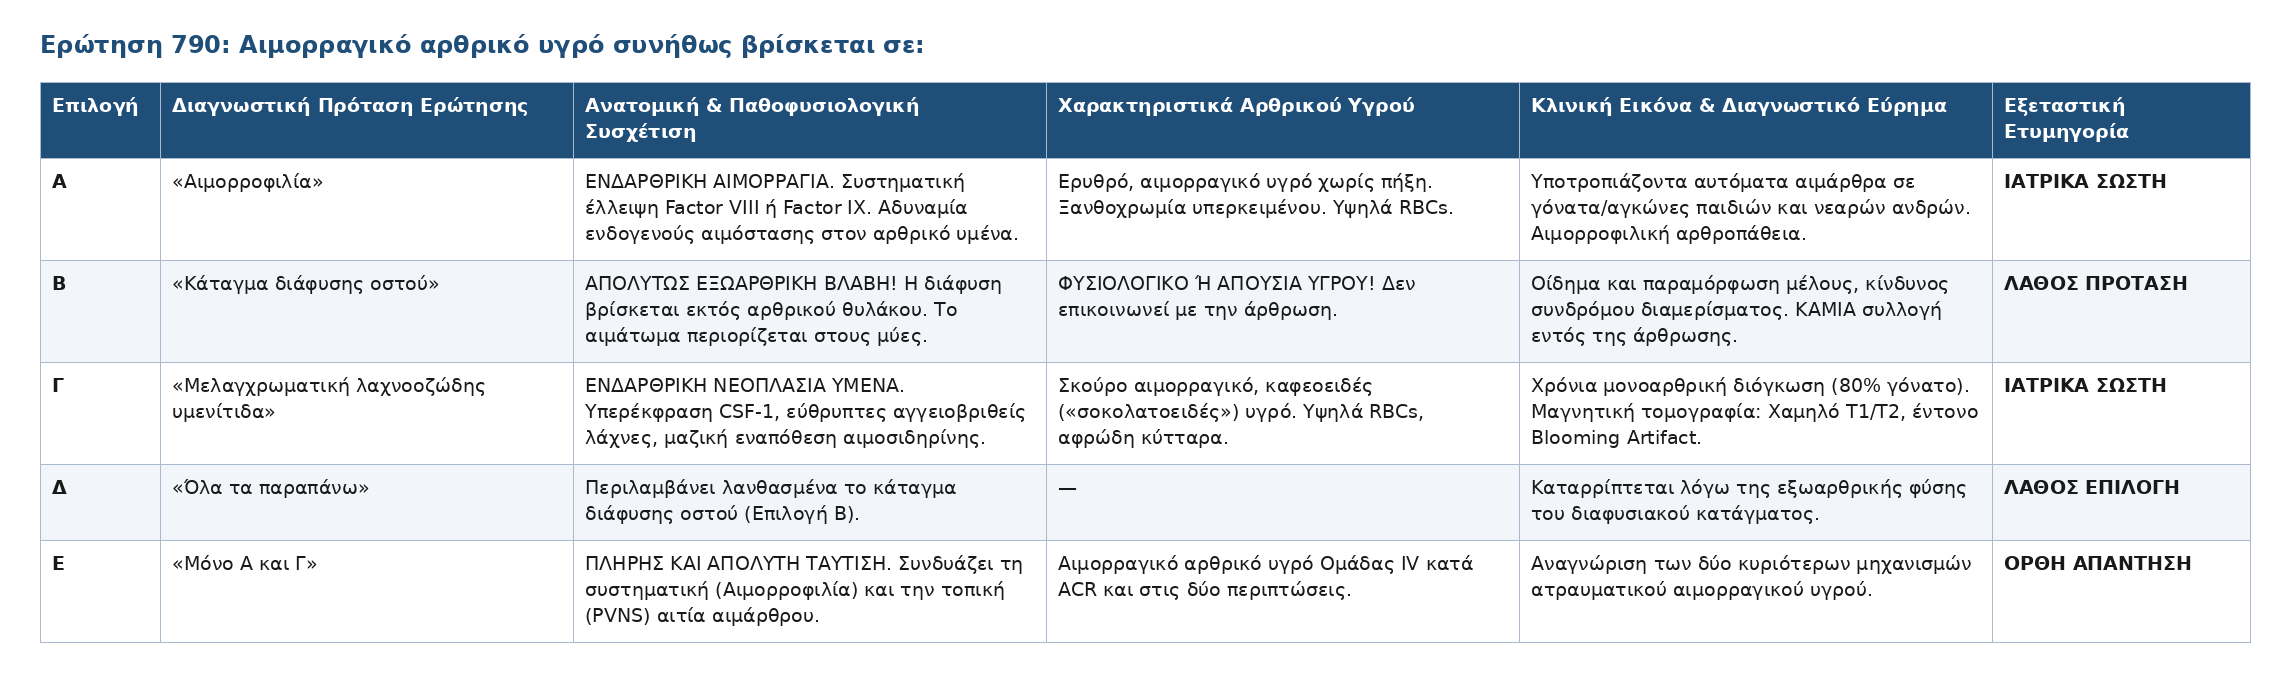 Ερώτηση 790: Αιμορραγικό αρθρικό υγρό συνήθως βρίσκεται σε:
Επιλογή
Διαγνωστική Πρόταση Ερώτησης
Ανατομική & Παθοφυσιολογική
Συσχέτιση
Χαρακτηριστικά Αρθρικού Υγρού
Κλινική Εικόνα & Διαγνωστικό Εύρημα
Εξεταστική
Ετυμηγορία
Α
«Αιμορροφιλία»
ΕΝΔΑΡΘΡΙΚΗ ΑΙΜΟΡΡΑΓΙΑ. Συστηματική
έλλειψη Factor VIII ή Factor IX. Αδυναμία
ενδογενούς αιμόστασης στον αρθρικό υμένα.
Ερυθρό, αιμορραγικό υγρό χωρίς πήξη.
Ξανθοχρωμία υπερκειμένου. Υψηλά RBCs.
Υποτροπιάζοντα αυτόματα αιμάρθρα σε
γόνατα/αγκώνες παιδιών και νεαρών ανδρών.
Αιμορροφιλική αρθροπάθεια.
ΙΑΤΡΙΚΑ ΣΩΣΤΗ
Β
«Κάταγμα διάφυσης οστού»
ΑΠΟΛΥΤΩΣ ΕΞΩΑΡΘΡΙΚΗ ΒΛΑΒΗ! Η διάφυση
βρίσκεται εκτός αρθρικού θυλάκου. Το
αιμάτωμα περιορίζεται στους μύες.
ΦΥΣΙΟΛΟΓΙΚΟ Ή ΑΠΟΥΣΙΑ ΥΓΡΟΥ! Δεν
επικοινωνεί με την άρθρωση.
Οίδημα και παραμόρφωση μέλους, κίνδυνος
συνδρόμου διαμερίσματος. ΚΑΜΙΑ συλλογή
εντός της άρθρωσης.
ΛΑΘΟΣ ΠΡΟΤΑΣΗ
Γ
«Μελαγχρωματική λαχνοοζώδης
υμενίτιδα»
ΕΝΔΑΡΘΡΙΚΗ ΝΕΟΠΛΑΣΙΑ ΥΜΕΝΑ.
Υπερέκφραση CSF-1, εύθρυπτες αγγειοβριθείς
λάχνες, μαζική εναπόθεση αιμοσιδηρίνης.
Σκούρο αιμορραγικό, καφεοειδές
(«σοκολατοειδές») υγρό. Υψηλά RBCs,
αφρώδη κύτταρα.
Χρόνια μονοαρθρική διόγκωση (80% γόνατο).
Μαγνητική τομογραφία: Χαμηλό T1/T2, έντονο
Blooming Artifact.
ΙΑΤΡΙΚΑ ΣΩΣΤΗ
Δ
«Όλα τα παραπάνω»
Περιλαμβάνει λανθασμένα το κάταγμα
διάφυσης οστού (Επιλογή Β).
—
Καταρρίπτεται λόγω της εξωαρθρικής φύσης
του διαφυσιακού κατάγματος.
ΛΑΘΟΣ ΕΠΙΛΟΓΗ
Ε
«Μόνο Α και Γ»
ΠΛΗΡΗΣ ΚΑΙ ΑΠΟΛΥΤΗ ΤΑΥΤΙΣΗ. Συνδυάζει τη
συστηματική (Αιμορροφιλία) και την τοπική
(PVNS) αιτία αιμάρθρου.
Αιμορραγικό αρθρικό υγρό Ομάδας IV κατά
ACR και στις δύο περιπτώσεις.
Αναγνώριση των δύο κυριότερων μηχανισμών
ατραυματικού αιμορραγικού υγρού.
ΟΡΘΗ ΑΠΑΝΤΗΣΗ